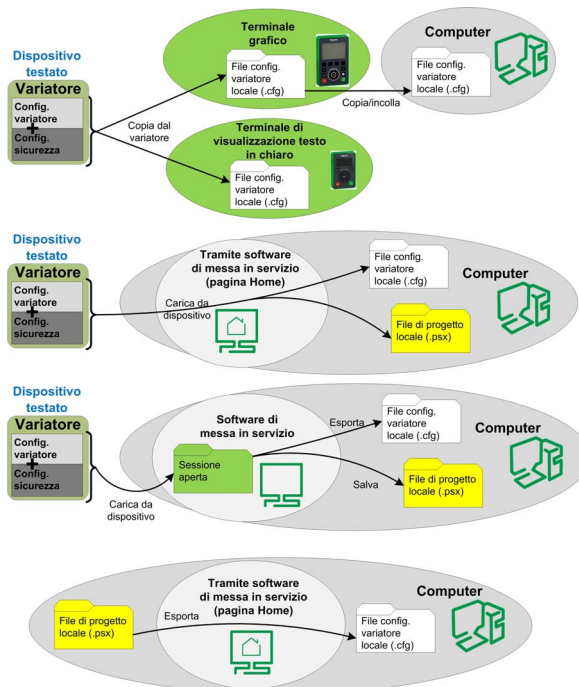 Dispositivo
testato
Variatore
Config.
variatore
+
Config.
sicurezza
Copia dal
variatore
Terminale
grafico
File config.
variatore
locale (.cfg)
Copia/incolla
Computer
File config.
variatore
locale (.cfg)
Terminale di
visualizzazione testo
in chiaro
File config.
variatore
locale (.cfg)
Dispositivo
testato
Variatore
Config.
variatore
+
Config.
sicurezza
Carica da
dispositivo
Tramite software
di messa in servizio
(pagina Home)
File config.
variatore
locale (.cfg)
Computer
File di progetto
locale (.psx)
Dispositivo
testato
Variatore
Config.
variatore
+
Config.
sicurezza
Carica da
dispositivo
Software di
messa in servizio
Sessione
aperta
Esporta
File config.
variatore
locale (.cfg)
Computer
Salva
File di progetto
locale (.psx)
File di progetto
locale (.psx)
Esporta
Tramite software
di messa in servizio
(pagina Home)
File config.
variatore
locale (.cfg)
Computer